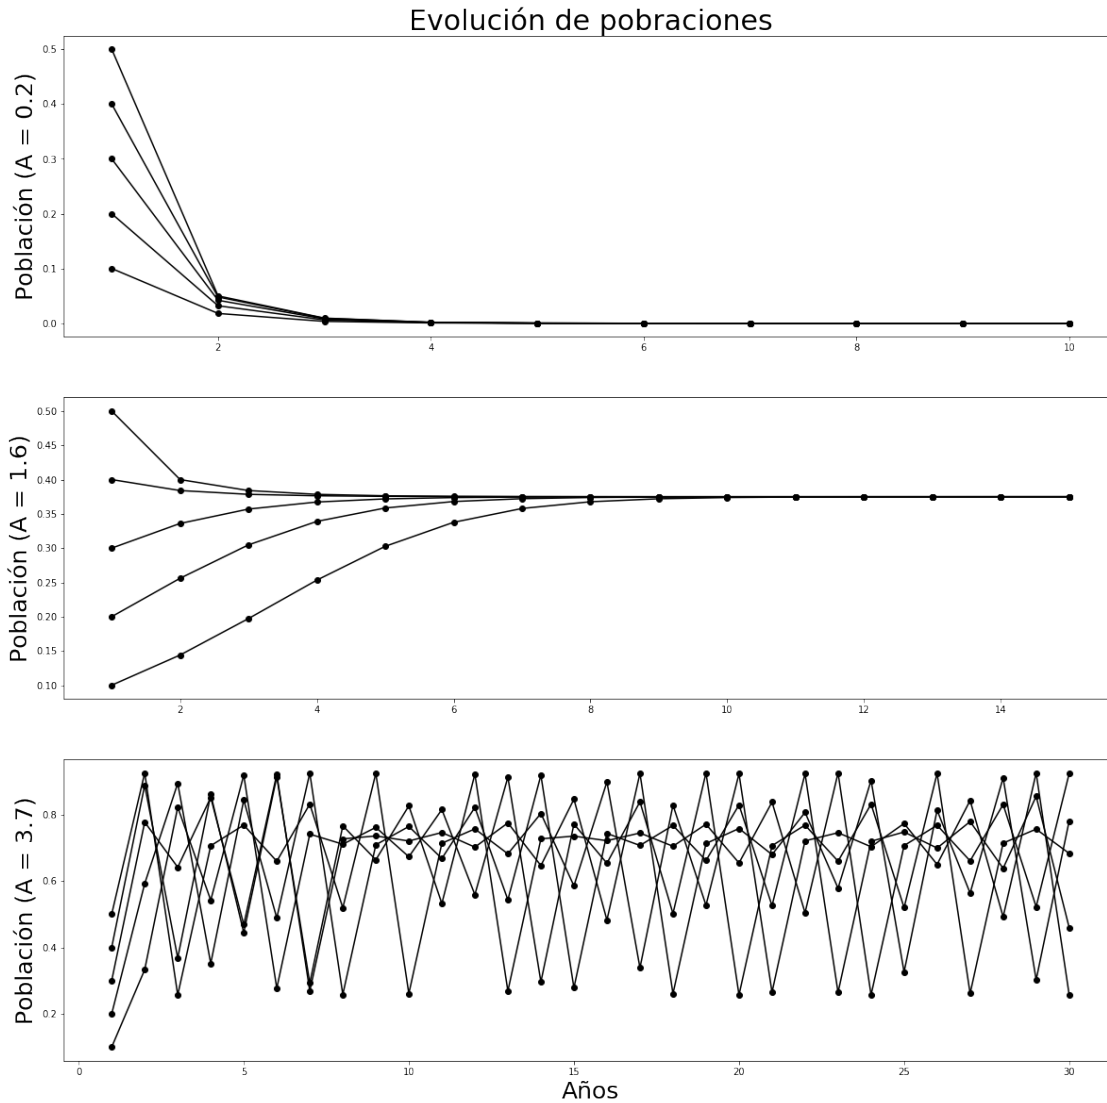 Evolución de pobraciones
Población (A = 0.2)
0.5
0.4
0.3
0.2
0.1
0.0
2 4 6 8 10
Población (A = 1.6)
0.50
0.45
0.40
0.35
0.30
0.25
0.20
0.15
0.10
2 4 6 8 10 12 14
Población (A = 3.7)
0.8
0.6
0.4
0.2
0 5 10 15 20 25 30
Años